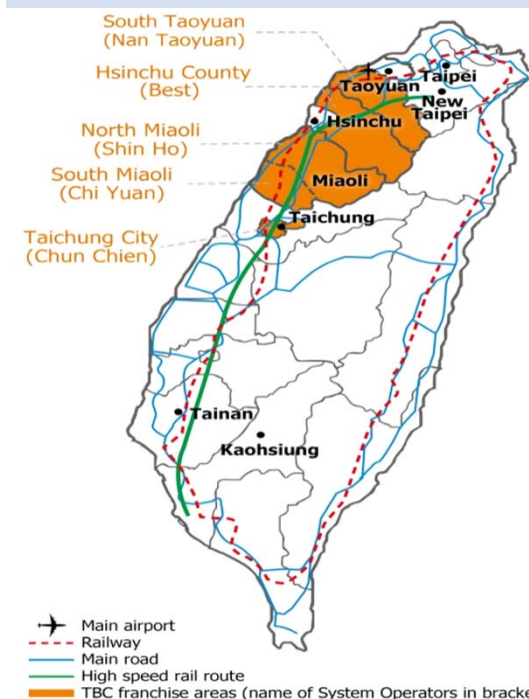 South Taoyuan
(Nan Taoyuan)
Hsinchu County
(Best)
North Miaoli
(Shin Ho)
South Miaoli
(Chi Yuan)
Taichung City
(Chun Chien)
Taipei
Taoyuan
New
Taipei
Hsinchu
Miaoli
Taichung
Tainan
Kaohsiung
Main airport
Railway
Main road
High speed rail route
TBC franchise areas (name of System Operators in bracke